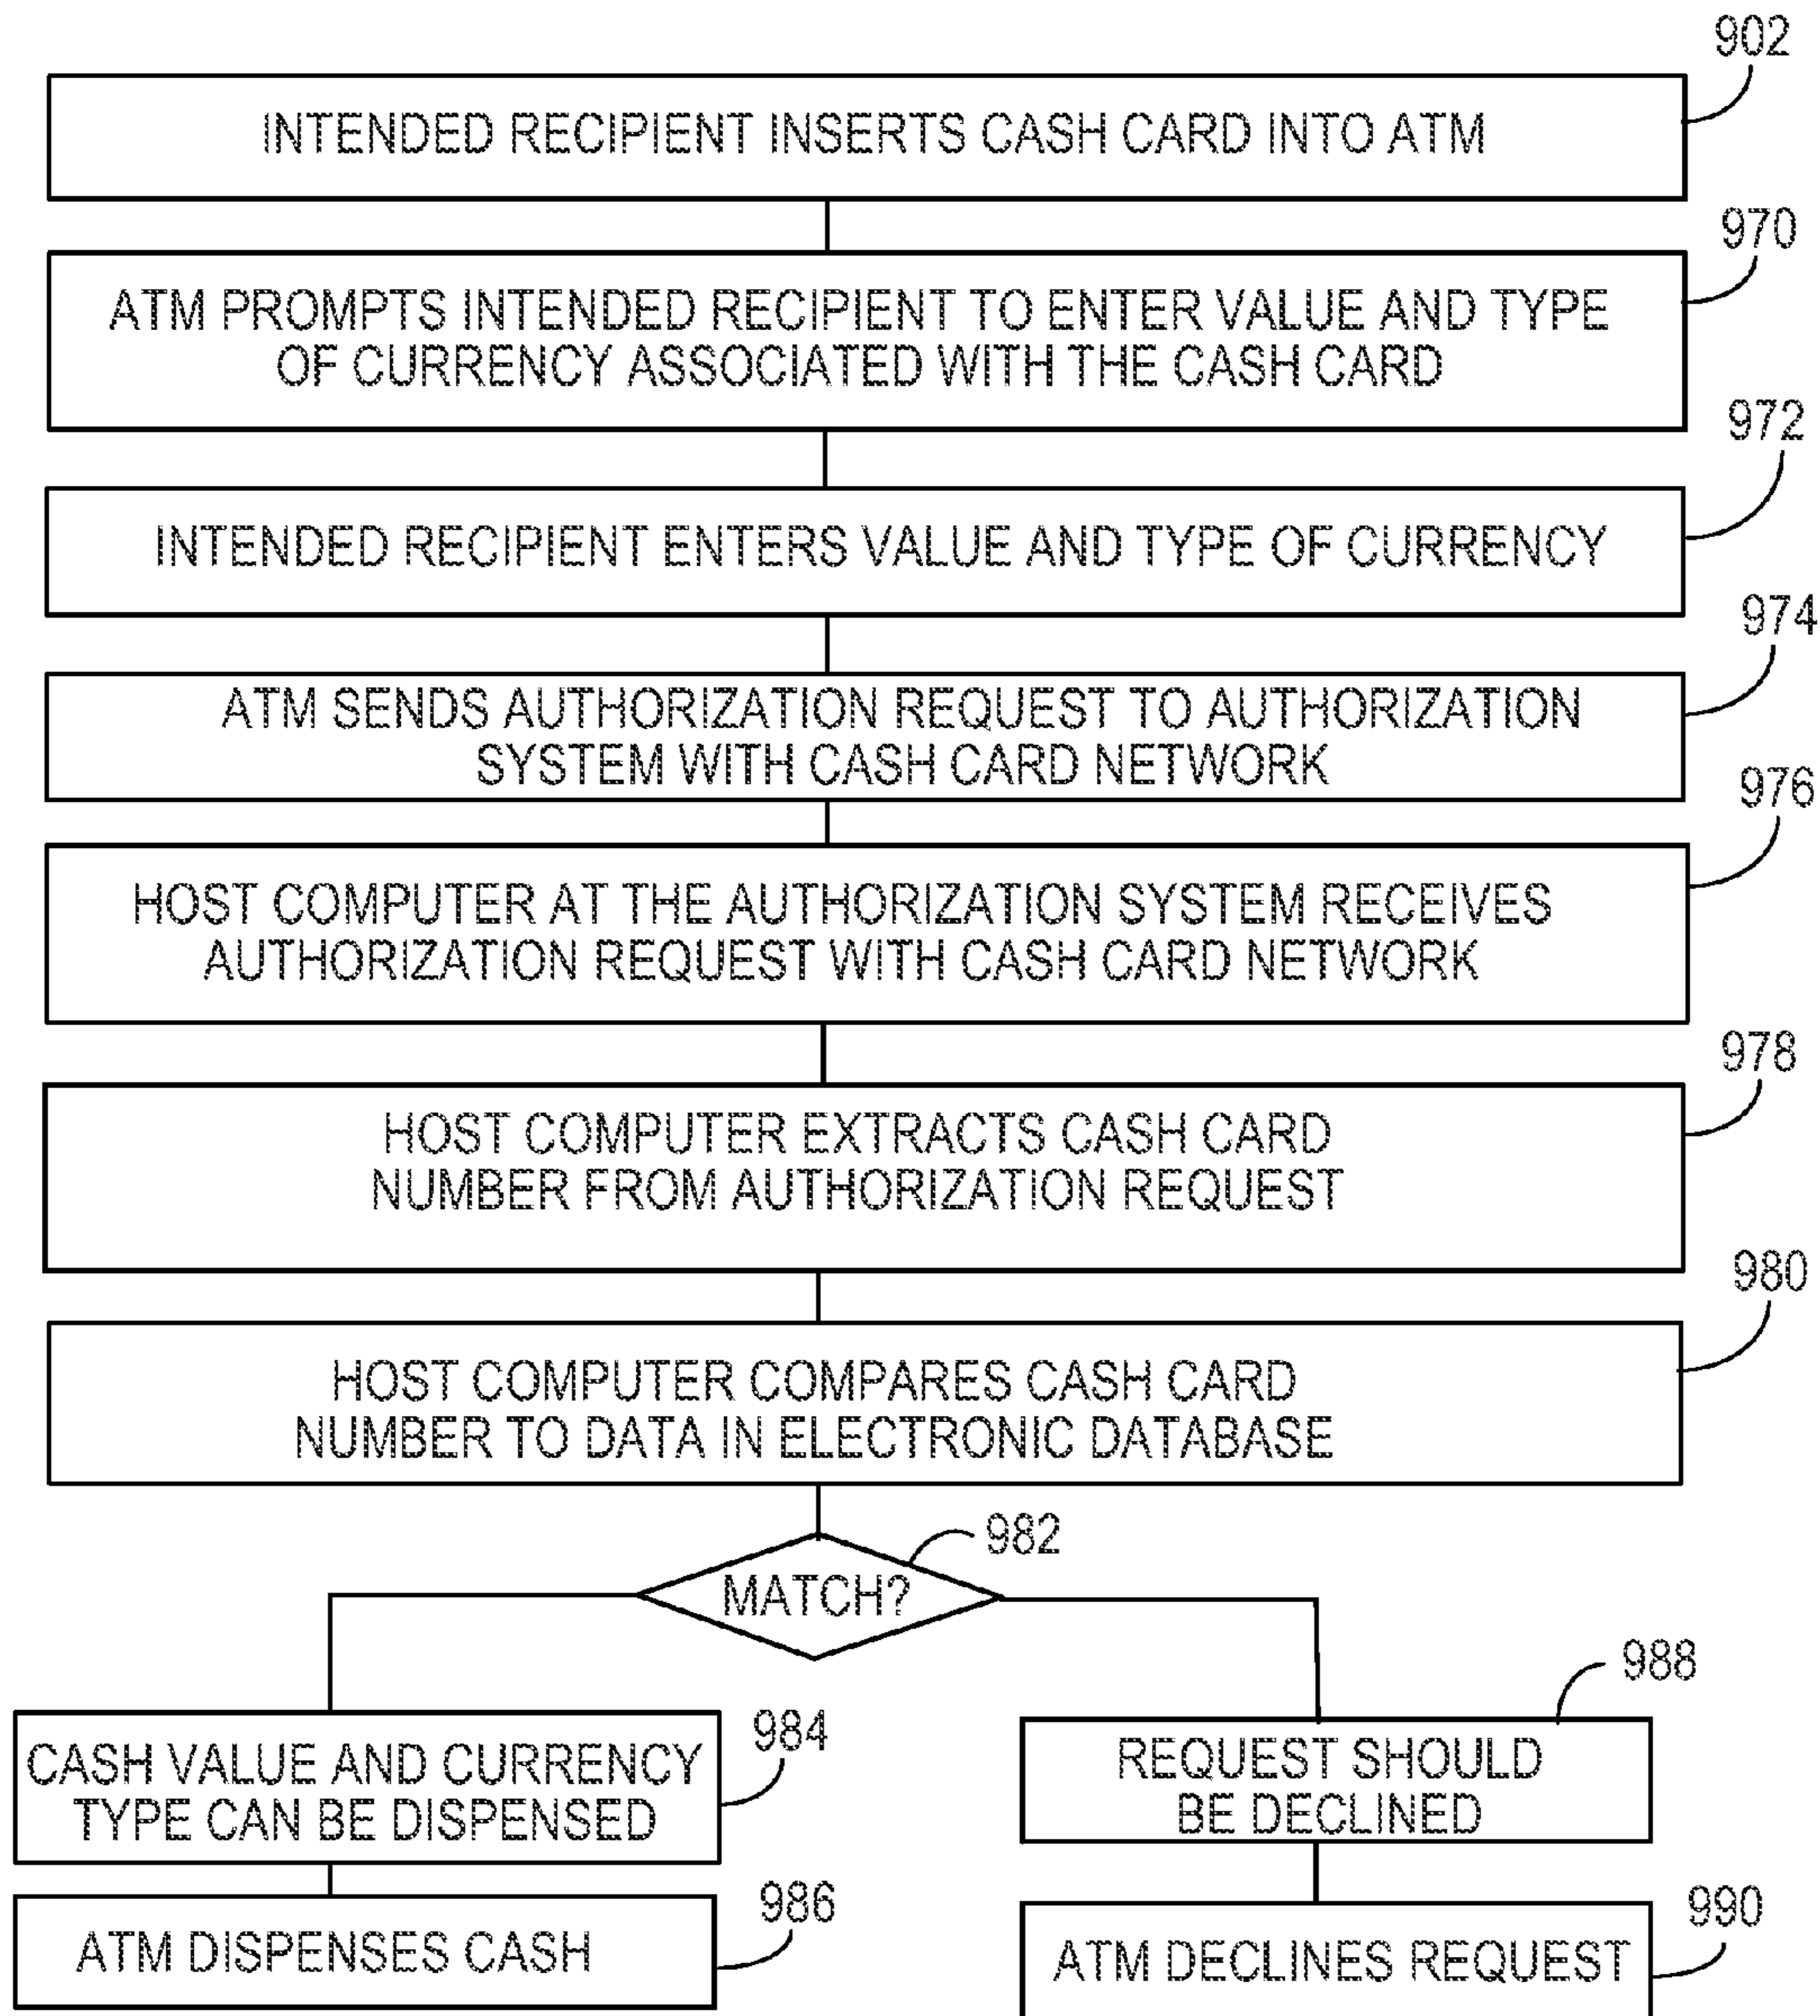 902
INTENDED RECIPIENT INSERTS CASH CARD INTO ATM
970
ATM PROMPTS INTENDED RECIPIENT TO ENTER VALUE AND TYPE
OF CURRENCY ASSOCIATED WITH THE CASH CARD
972
INTENDED RECIPIENT ENTERS VALUE AND TYPE OF CURRENCY
974
ATM SENDS AUTHORIZATION REQUEST TO AUTHORIZATION
SYSTEM WITH CASH CARD NETWORK
976
HOST COMPUTER AT THE AUTHORIZATION SYSTEM RECEIVES
AUTHORIZATION REQUEST WITH CASH CARD NETWORK
978
HOST COMPUTER EXTRACTS CASH CARD
NUMBER FROM AUTHORIZATION REQUEST
980
HOST COMPUTER COMPARES CASH CARD
NUMBER TO DATA IN ELECTRONIC DATABASE
982
MATCH?
984
CASH VALUE AND CURRENCY
TYPE CAN BE DISPENSED
986
ATM DISPENSES CASH
988
REQUEST SHOULD
BE DECLINED
990
ATM DECLINES REQUEST